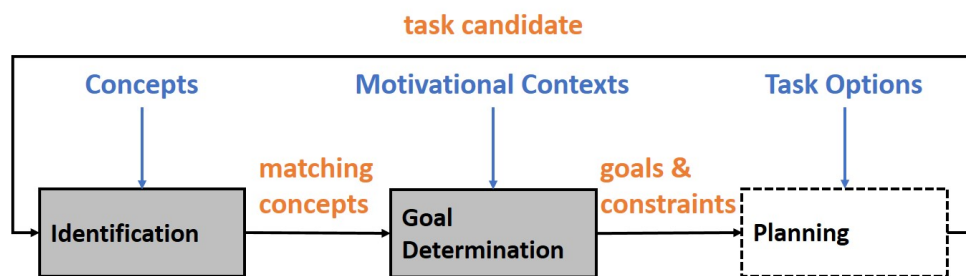 task candidate
Concepts
Motivational Contexts
Task Options
matching
concepts
goals &
constraints
Identification
Goal
Determination
Planning